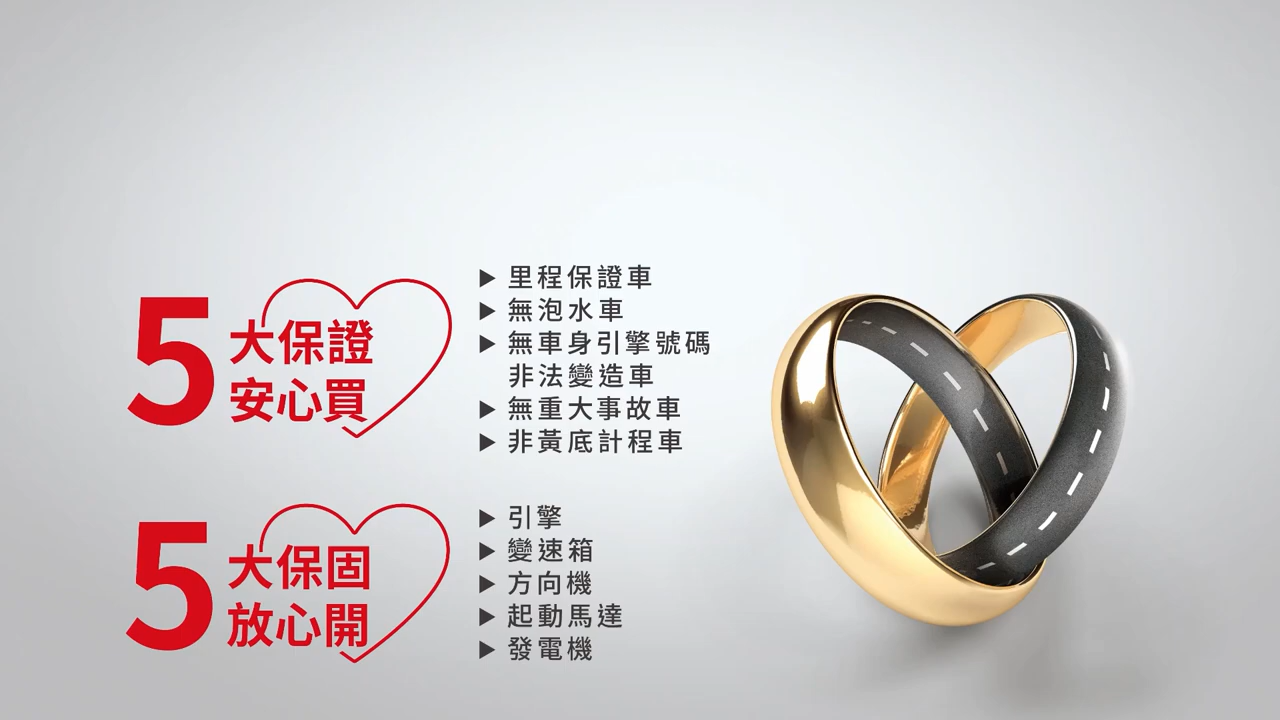 5大保證
安心買
▶ 里程保證車
▶ 無泡水車
▶ 無車身引擎號碼
非法變造車
▶ 無重大事故車
▶ 非黃底計程車
5大保固
放心開
▶ 引擎
▶ 變速箱
▶ 方向機
▶ 起動馬達
▶ 發電機